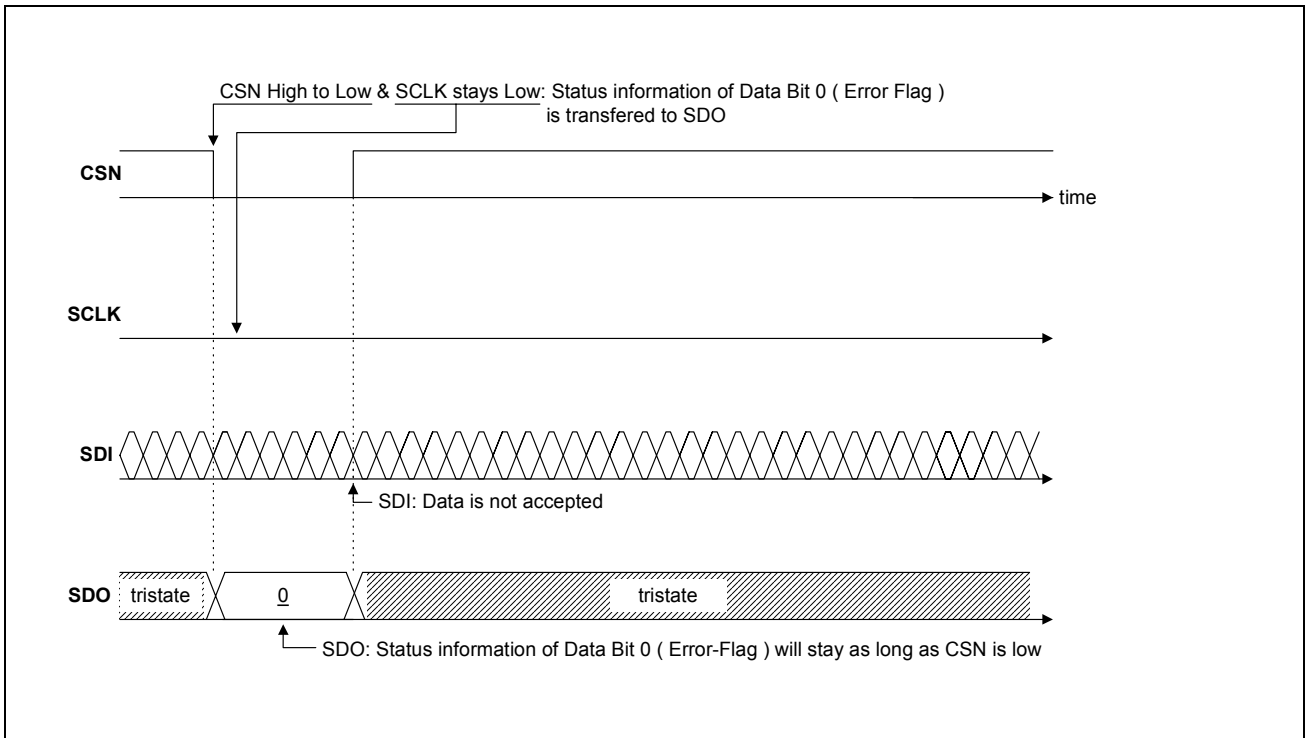 CSN High to Low & SCLK stays Low: Status information of Data Bit 0 ( Error Flag )
is transfered to SDO
CSN
time
SCLK
SDI
SDI: Data is not accepted
SDO
tristate
0
tristate
SDO: Status information of Data Bit 0 ( Error-Flag ) will stay as long as CSN is low